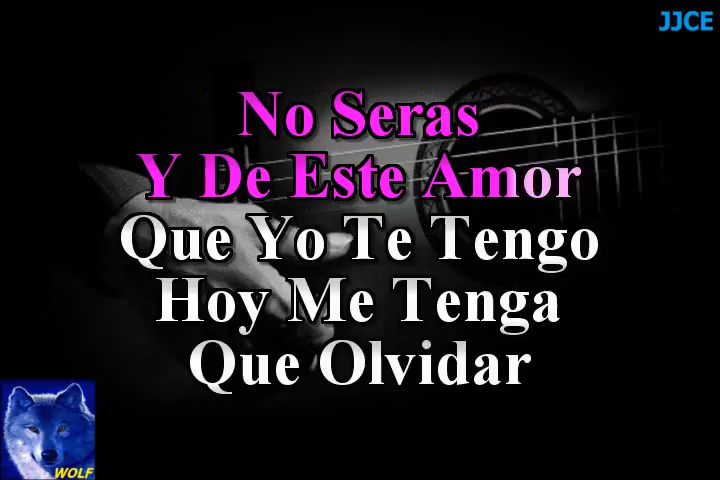 JJCE
No Seras
Y De Este Amor
Que Yo Te Tengo
Hoy Me Tenga
Que Olvidar
WOLF